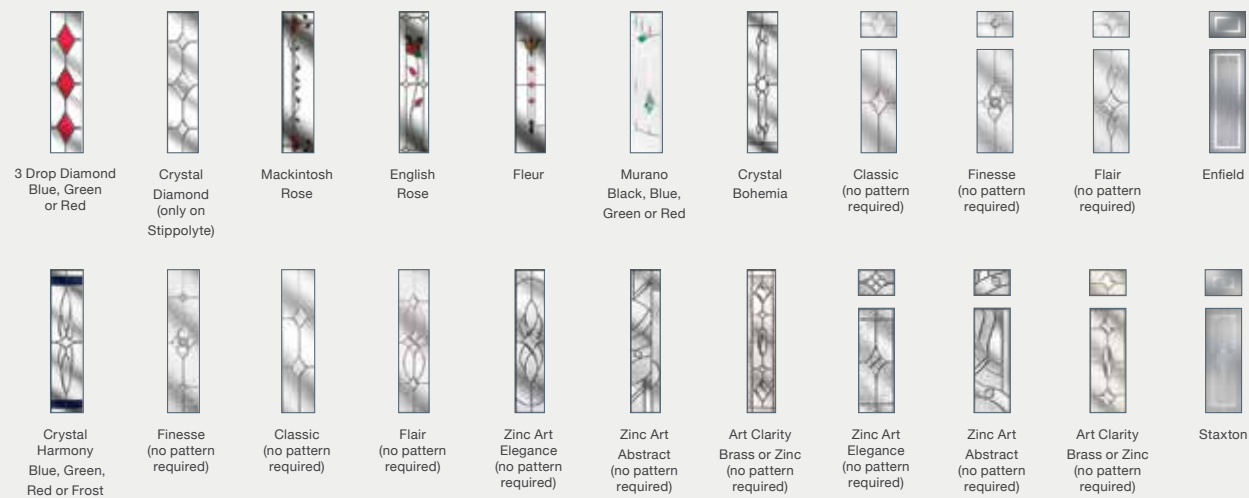 3 Drop Diamond
Blue, Green
or Red
Crystal
Diamond
(only on
Stippolyte)
Mackintosh
Rose
English
Rose
Fleur
Murano
Black, Blue,
Green or Red
Crystal
Bohemia
Classic
(no pattern
required)
Finesse
(no pattern
required)
Flair
(no pattern
required)
Enfield
Crystal
Harmony
Blue, Green,
Red or Frost
Finesse
(no pattern
required)
Classic
(no pattern
required)
Flair
(no pattern
required)
Zinc Art
Elegance
(no pattern
required)
Zinc Art
Abstract
(no pattern
required)
Art Clarity
Brass or Zinc
(no pattern
required)
Zinc Art
Elegance
(no pattern
required)
Zinc Art
Abstract
(no pattern
required)
Art Clarity
Brass or Zinc
(no pattern
required)
Staxton